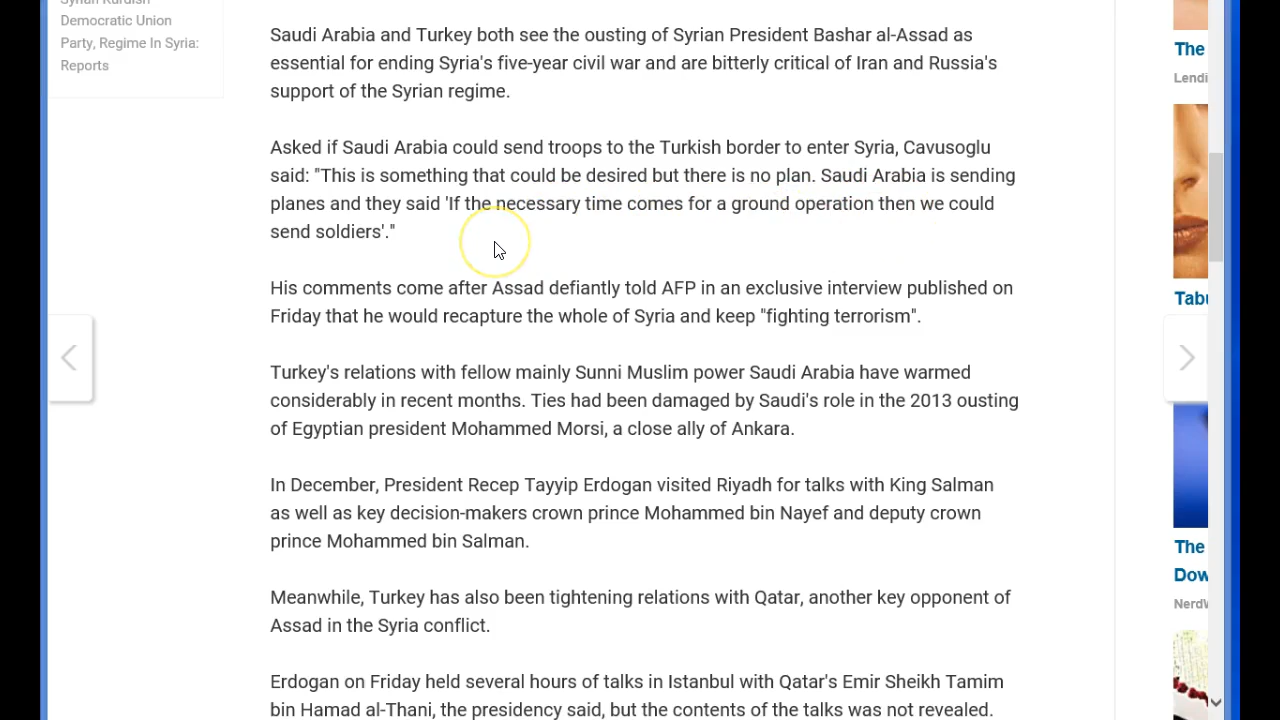 Syrian Kurdish
Democratic Union
Party, Regime In Syria:
Reports
Saudi Arabia and Turkey both see the ousting of Syrian President Bashar al-Assad as
essential for ending Syria's five-year civil war and are bitterly critical of Iran and Russia's
support of the Syrian regime.
Asked if Saudi Arabia could send troops to the Turkish border to enter Syria, Cavusoglu
said: "This is something that could be desired but there is no plan. Saudi Arabia is sending
planes and they said 'If the necessary time comes for a ground operation then we could
send soldiers'."
His comments come after Assad defiantly told AFP in an exclusive interview published on
Friday that he would recapture the whole of Syria and keep "fighting terrorism".
Turkey's relations with fellow mainly Sunni Muslim power Saudi Arabia have warmed
considerably in recent months. Ties had been damaged by Saudi's role in the 2013 ousting
of Egyptian president Mohammed Morsi, a close ally of Ankara.
In December, President Recep Tayyip Erdogan visited Riyadh for talks with King Salman
as well as key decision-makers crown prince Mohammed bin Nayef and deputy crown
prince Mohammed bin Salman.
Meanwhile, Turkey has also been tightening relations with Qatar, another key opponent of
Assad in the Syria conflict.
Erdogan on Friday held several hours of talks in Istanbul with Qatar's Emir Sheikh Tamim
bin Hamad al-Thani, the presidency said, but the contents of the talks was not revealed.
The
Lendi
Tabu
The
Dow
NerdW